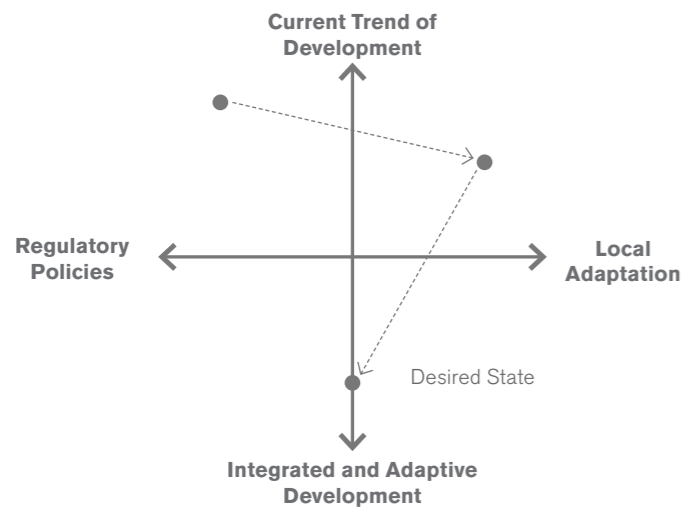 Current Trend of
Development
Regulatory
Policies
Local
Adaptation
Desired State
Integrated and Adaptive
Development